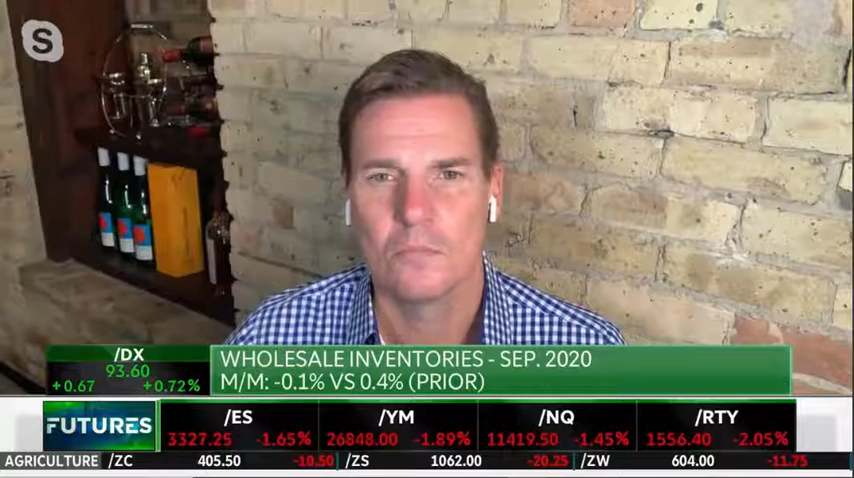 S
/DX
93.60
+0.67 +0.72%
WHOLESALE INVENTORIES - SEP. 2020
M/M: -0.1% VS 0.4% (PRIOR)
FUTURES
/ES /YM /NQ /RTY
3327.25 -1.65% 26848.00 -1.89% 11419.50 -1.45% 1556.40 -2.05%
AGRICULTURE /ZC 405.50 -10.50 /ZS 1062.00 -20.25 /ZW 604.00 -11.75